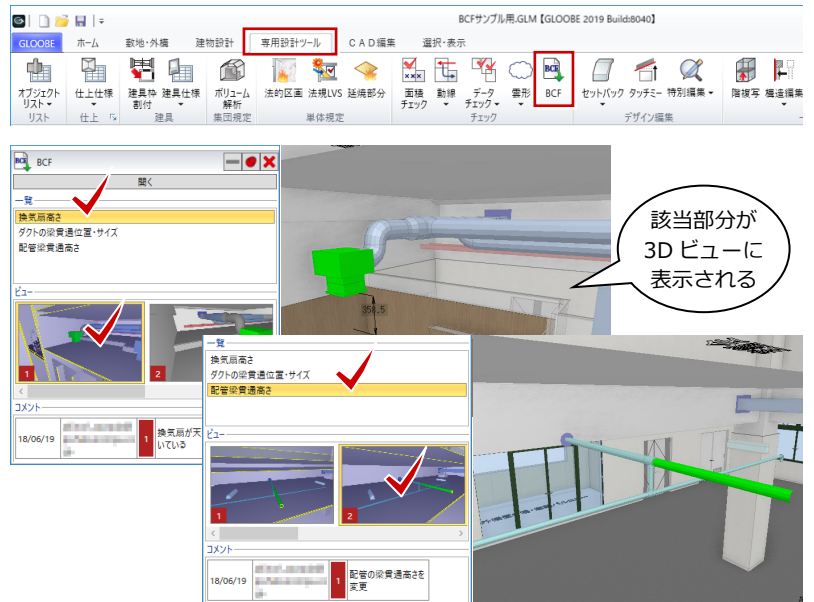 BCFサンプル用.GLM【GLOOBE 2019 Build:8040】
GLOOBE ホーム 敷地・外構 建物設計 専用設計ツール CAD編集 選択・表示
オブジェクトリスト 仕上仕様 建具枠割付 建具仕様 ボリューム解析 法的区画 法規LVS 延焼部分 面積チェック 動線 データチェック 雲形 BCF セットバック タッチミー 特別編集 階複写 構造編集
リスト 仕上 建具 集団規定 単体規定 チェック デザイン編集
BCF
開く
一覧
換気扇高さ
ダクトの梁貫通位置・サイズ
配管梁貫通高さ
ビュー
1 2
コメント
18/06/19 1 換気扇が天
いている
350.5
該当部分が
3Dビューに
表示される
一覧
換気扇高さ
ダクトの梁貫通位置・サイズ
配管梁貫通高さ
ビュー
1 2
コメント
18/06/19 1 配管の梁貫通高さを
変更